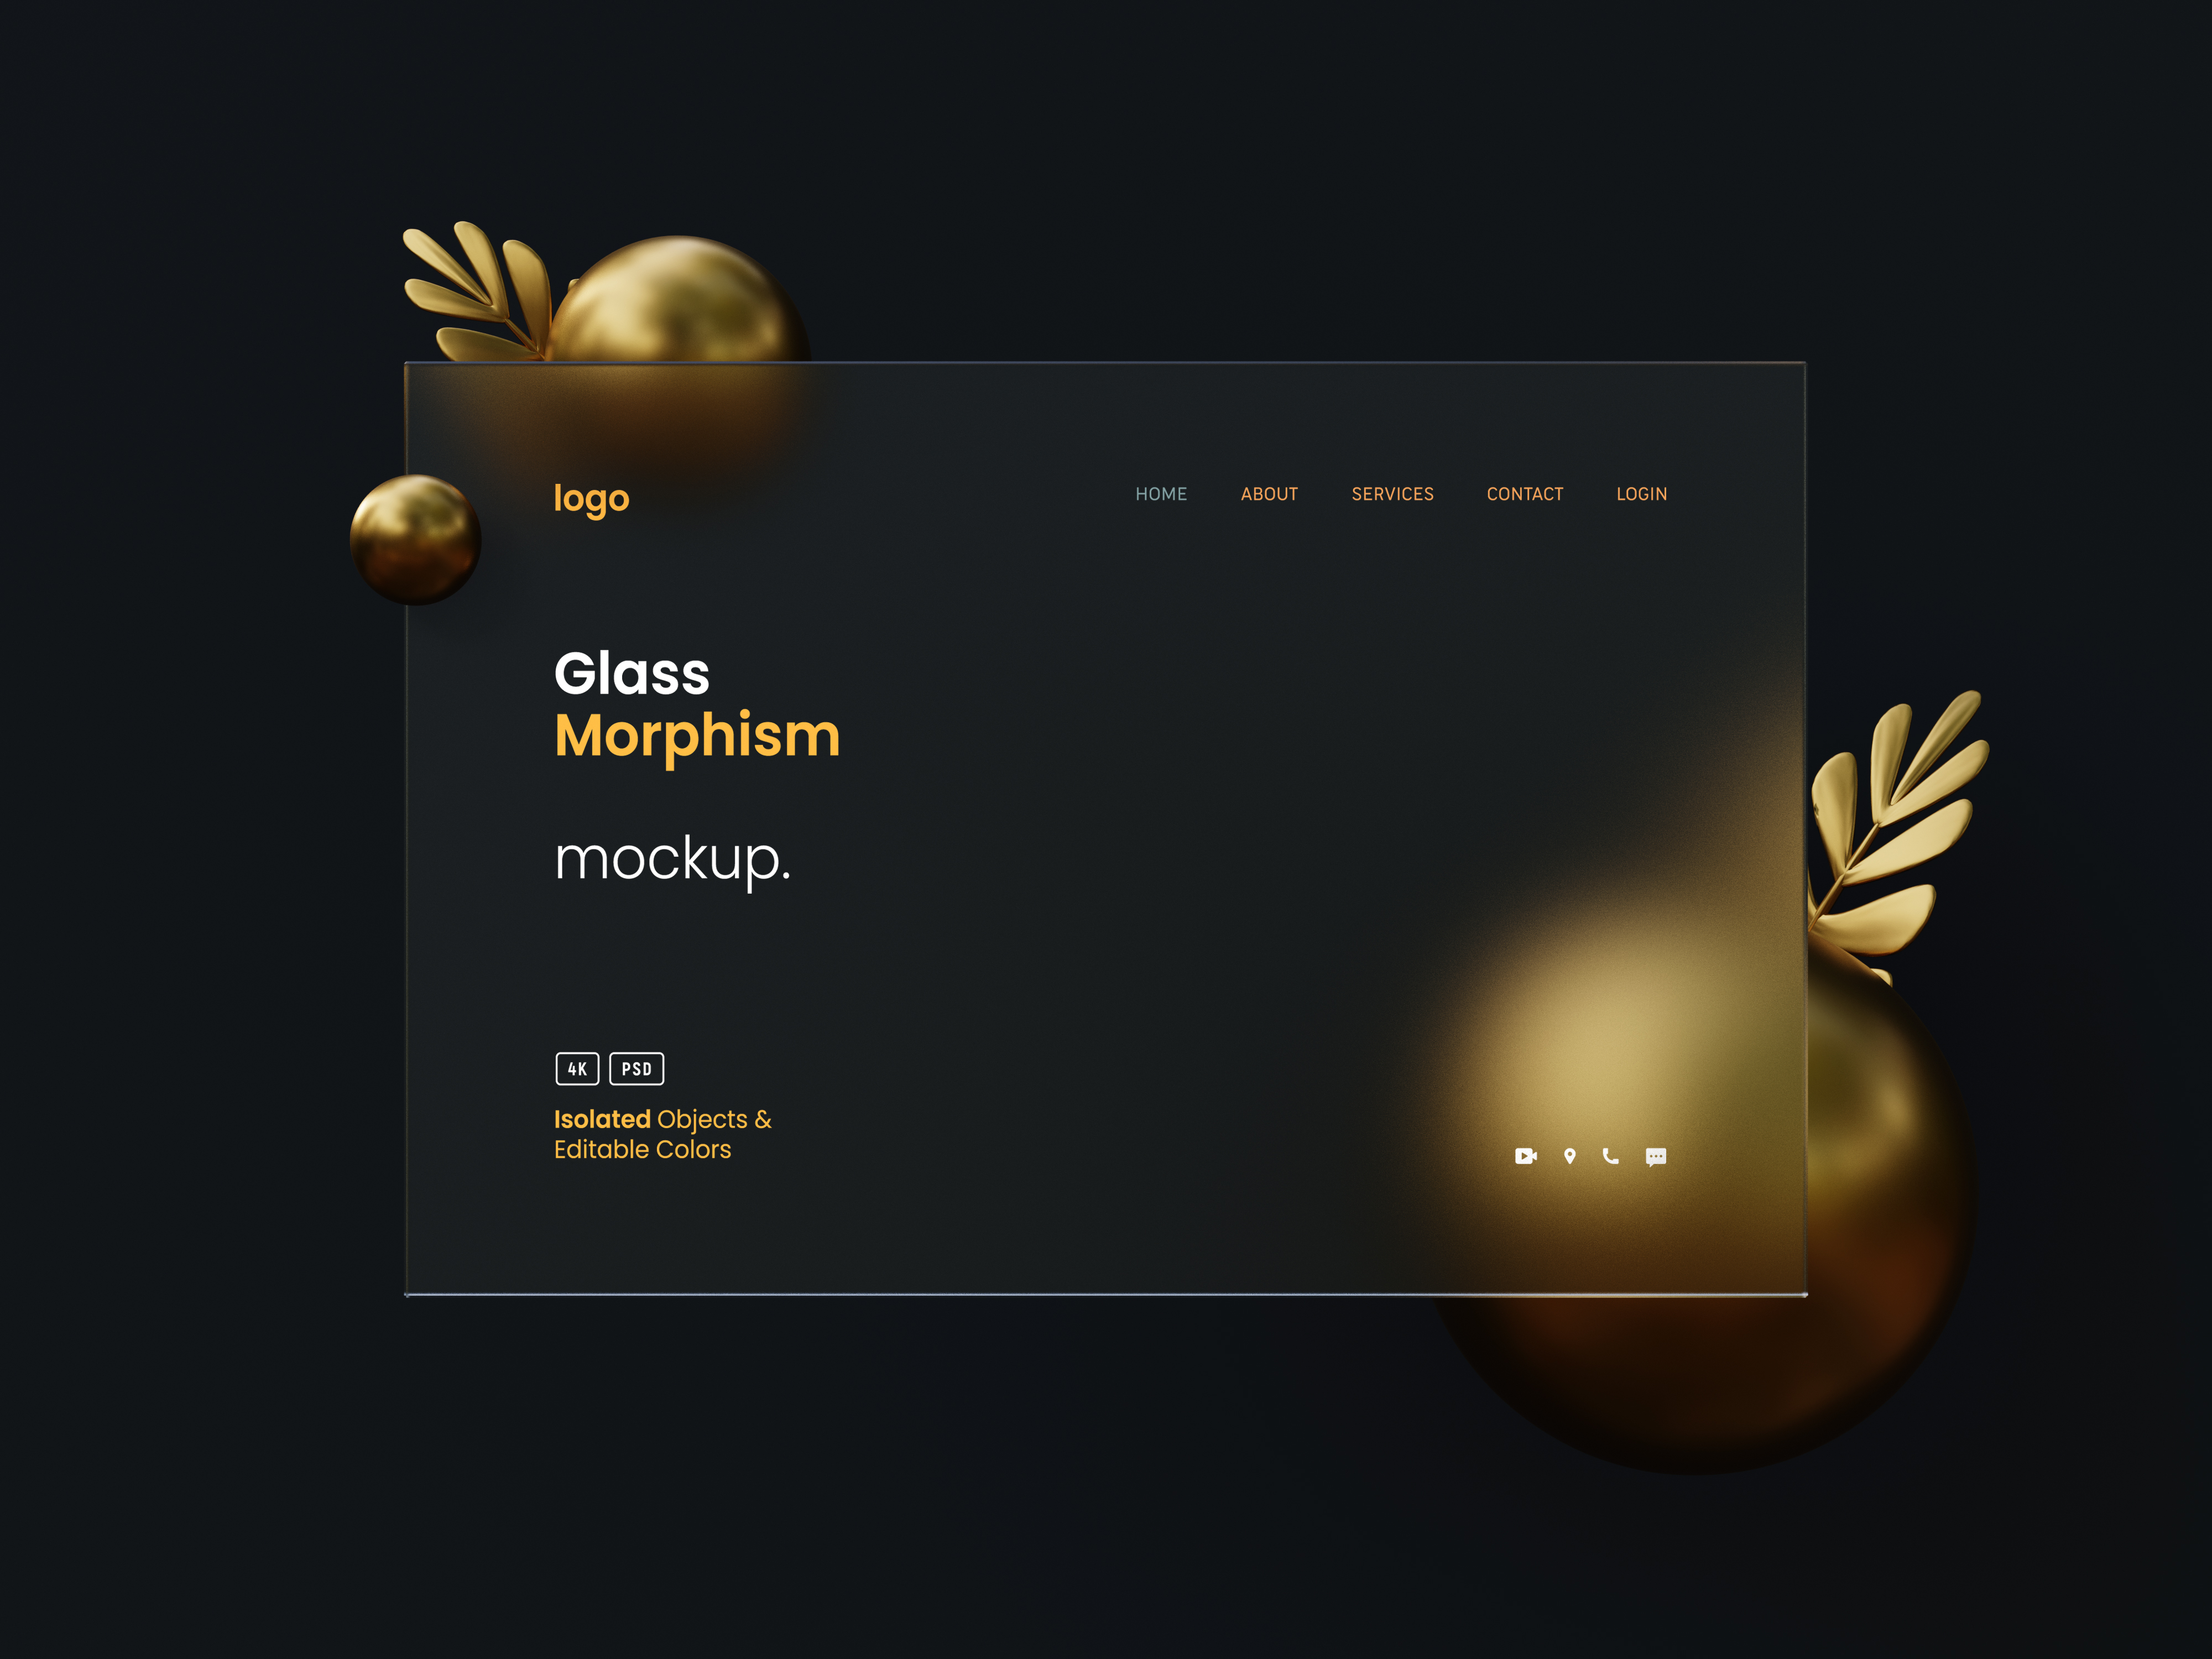 logo
HOME ABOUT SERVICES CONTACT LOGIN
Glass
Morphism
mockup.
4K PSD
Isolated Objects &
Editable Colors